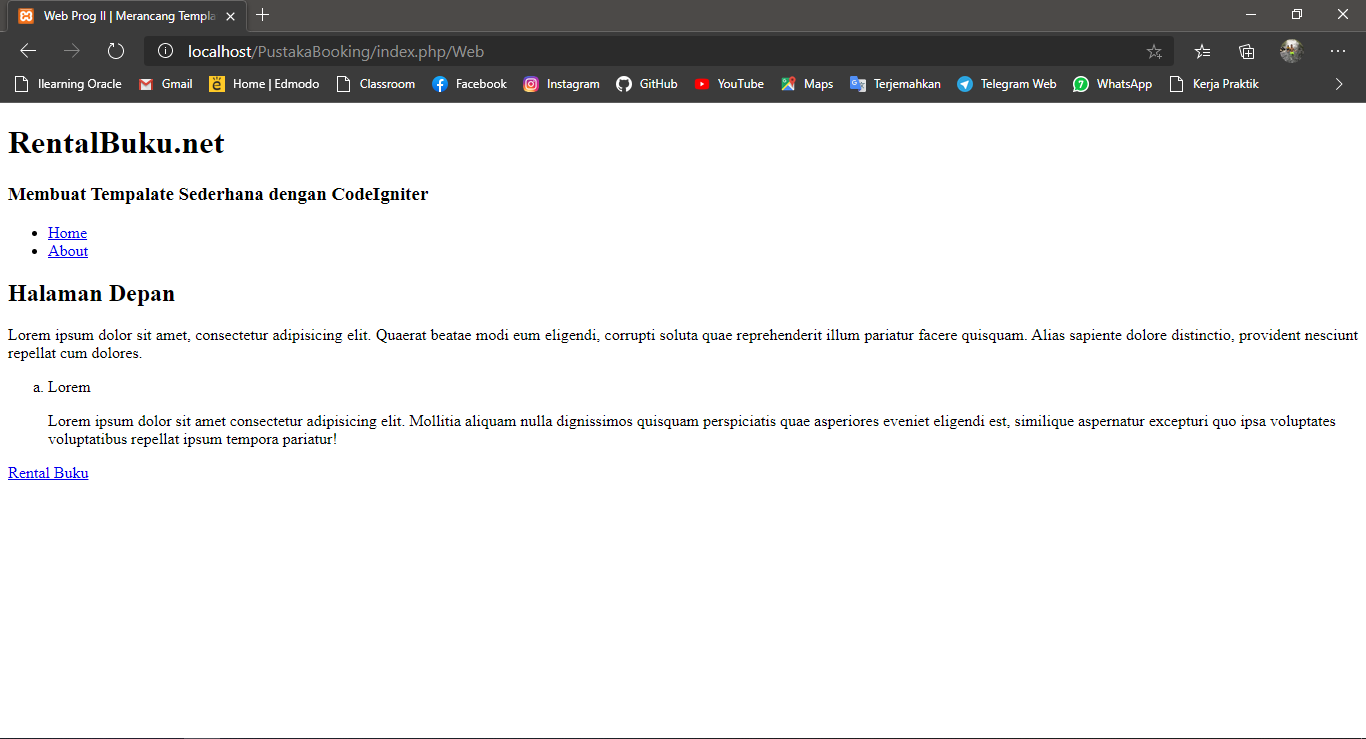 Web Prog II | Merancang Templa
localhost/PustakaBooking/index.php/Web
Ilearning Oracle Gmail Home | Edmodo Classroom Facebook Instagram GitHub YouTube Maps Terjemahkan Telegram Web WhatsApp Kerja Praktik
RentalBuku.net
Membuat Tempalate Sederhana dengan CodeIgniter
• Home
• About
Halaman Depan
Lorem ipsum dolor sit amet, consectetur adipisicing elit. Quaerat beatae modi eum eligendi, corrupti soluta quae reprehenderit illum pariatur facere quisquam. Alias sapiente dolore distinctio, provident nesciunt
repellat cum dolores.
a. Lorem
Lorem ipsum dolor sit amet consectetur adipisicing elit. Mollitia aliquam nulla dignissimos quisquam perspiciatis quae asperiores eveniet eligendi est, similique aspernatur excepturi quo ipsa voluptates
voluptatibus repellat ipsum tempora pariatur!
Rental Buku